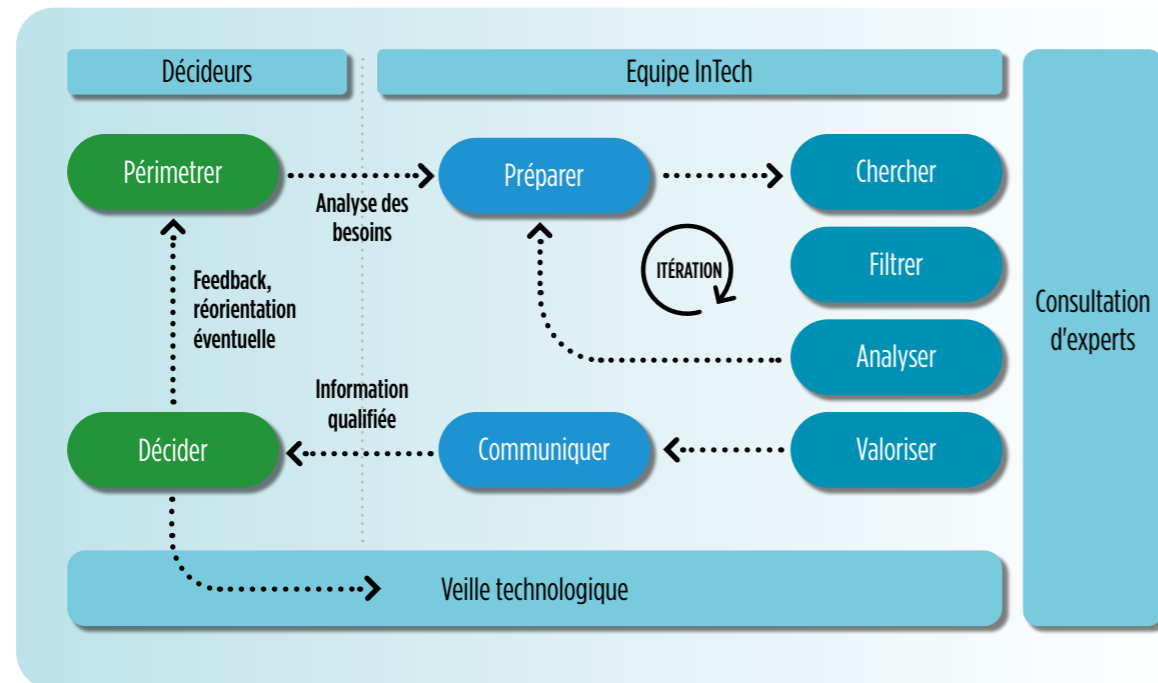 Décideurs
Equipe InTech
Périmetrer
Analyse des
besoins
Préparer
Chercher
ITÉRATION
Filtrer
Analyser
Feedback,
réorientation
éventuelle
Information
qualifiée
Décider
Communiquer
Valoriser
Veille technologique
Consultation
d'experts